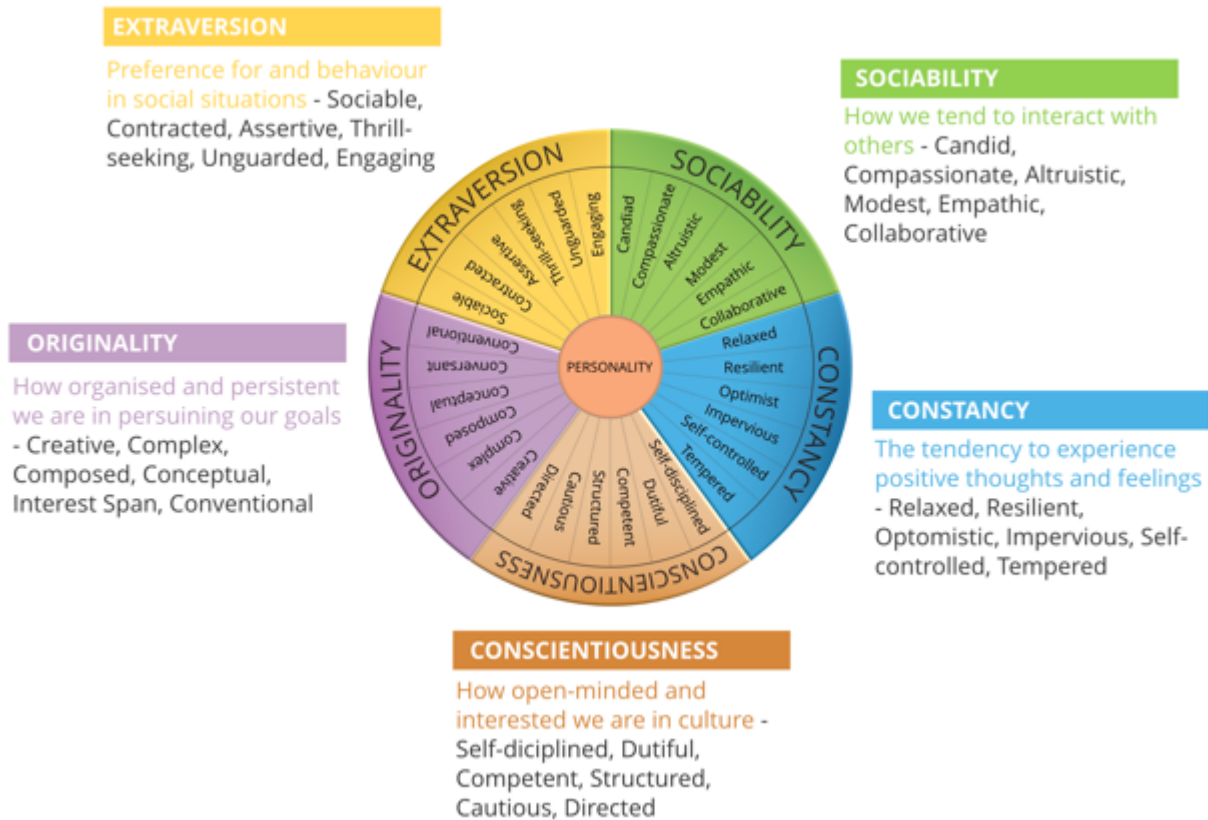 EXTRAVERSION
Preference for and behaviour
in social situations - Sociable,
Contracted, Assertive, Thrill-
seeking, Unguarded, Engaging
SOCIABILITY
How we tend to interact with
others - Candid,
Compassionate, Altruistic,
Modest, Empathic,
Collaborative
ORIGINALITY
How organised and persistent
we are in persuining our goals
- Creative, Complex,
Composed, Conceptual,
Interest Span, Conventional
CONSTANCY
The tendency to experience
positive thoughts and feelings
- Relaxed, Resilient,
Optomistic, Impervious, Self-
controlled, Tempered
CONSCIENTIOUSNESS
How open-minded and
interested we are in culture -
Self-diciplined, Dutiful,
Competent, Structured,
Cautious, Directed
PERSONALITY
EXTRAVERSION
Sociable
Contracted
Assertive
Thrill-seeking
Unguarded
Engaging
SOCIABILITY
Candiad
Compassionate
Altruistic
Modest
Empathic
Collaborative
CONSTANCY
Relaxed
Resilient
Optimist
Impervious
Self-controlled
Tempered
CONSCIENTIOUSNESS
Self-disciplined
Dutiful
Competent
Structured
Cautious
Directed
ORIGINALITY
Creative
Complex
Composed
Conceptual
Conversant
Conventional